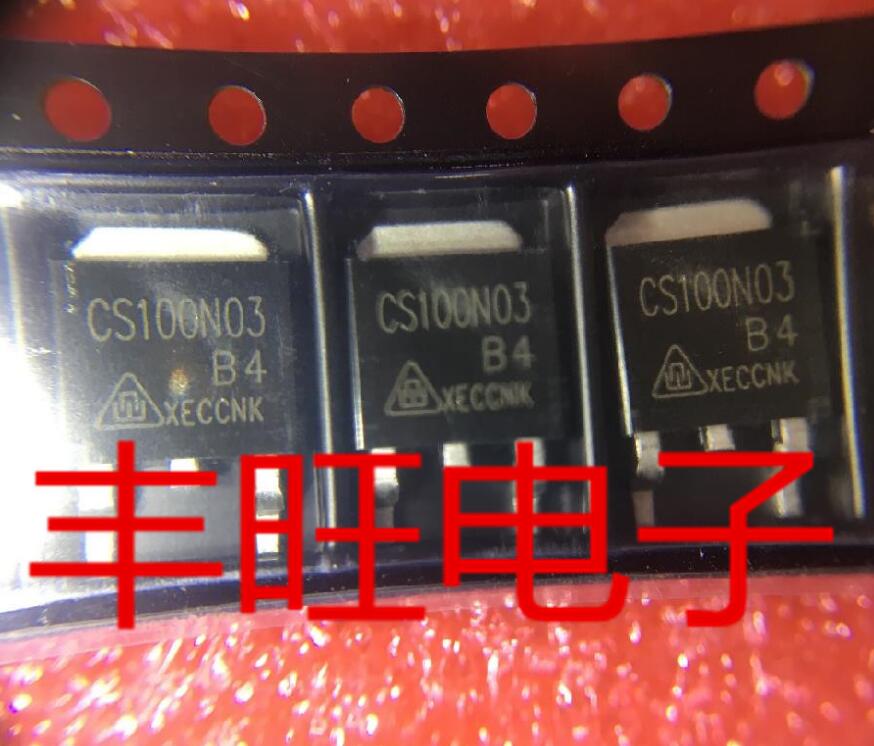 CS100N03
B4
XECCNK
CS100N03
B4
XECCNK
CS100N03
B4
XECCNK
丰旺电子